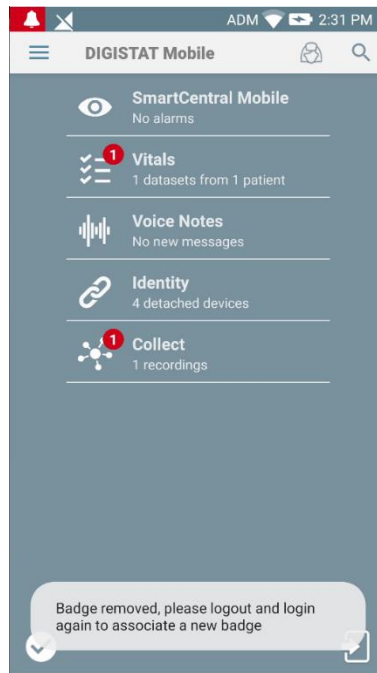 ADM 2:31 PM
DIGISTAT Mobile
SmartCentral Mobile
No alarms
1
Vitals
1 datasets from 1 patient
Voice Notes
No new messages
Identity
4 detached devices
1
Collect
1 recordings
Badge removed, please logout and login
again to associate a new badge